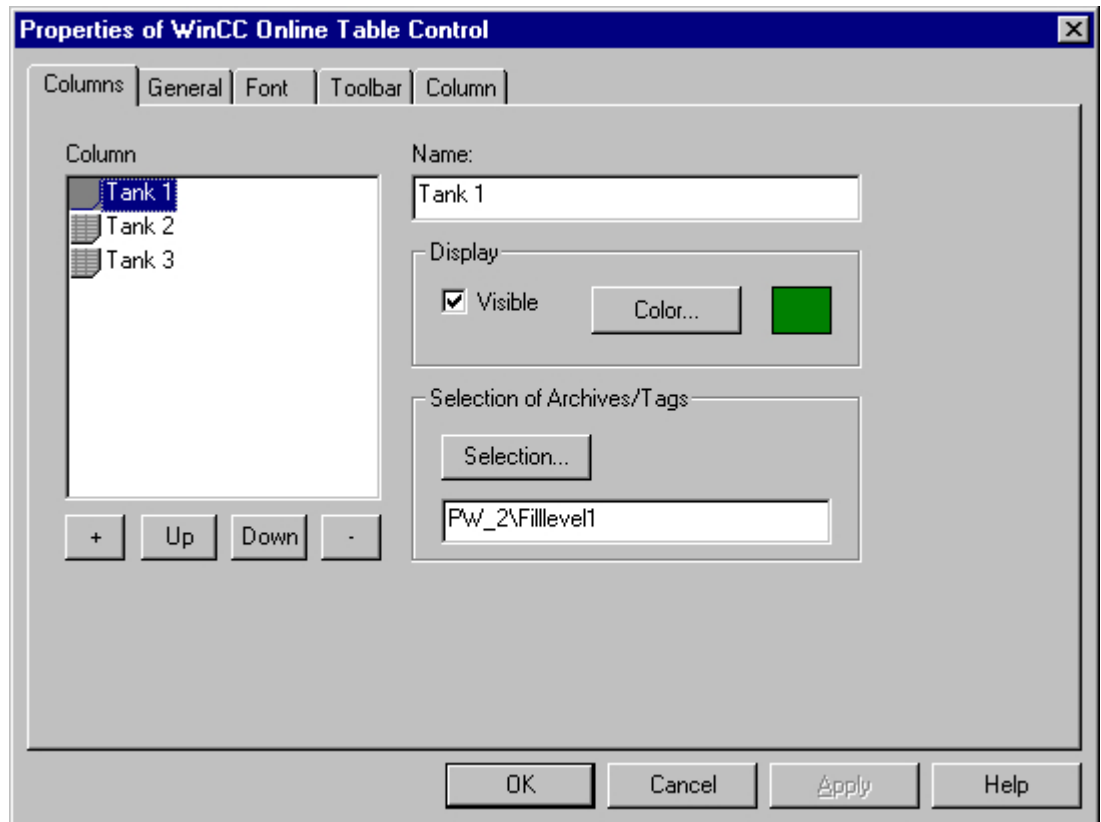 Properties of WinCC Online Table Control
Columns General Font Toolbar Column
Column
Tank 1
Tank 2
Tank 3
+ Up Down -
Name:
Tank 1
Display
Visible Color...
Selection of Archives/Tags
Selection...
PW_2\Filllevel1
OK Cancel Apply Help